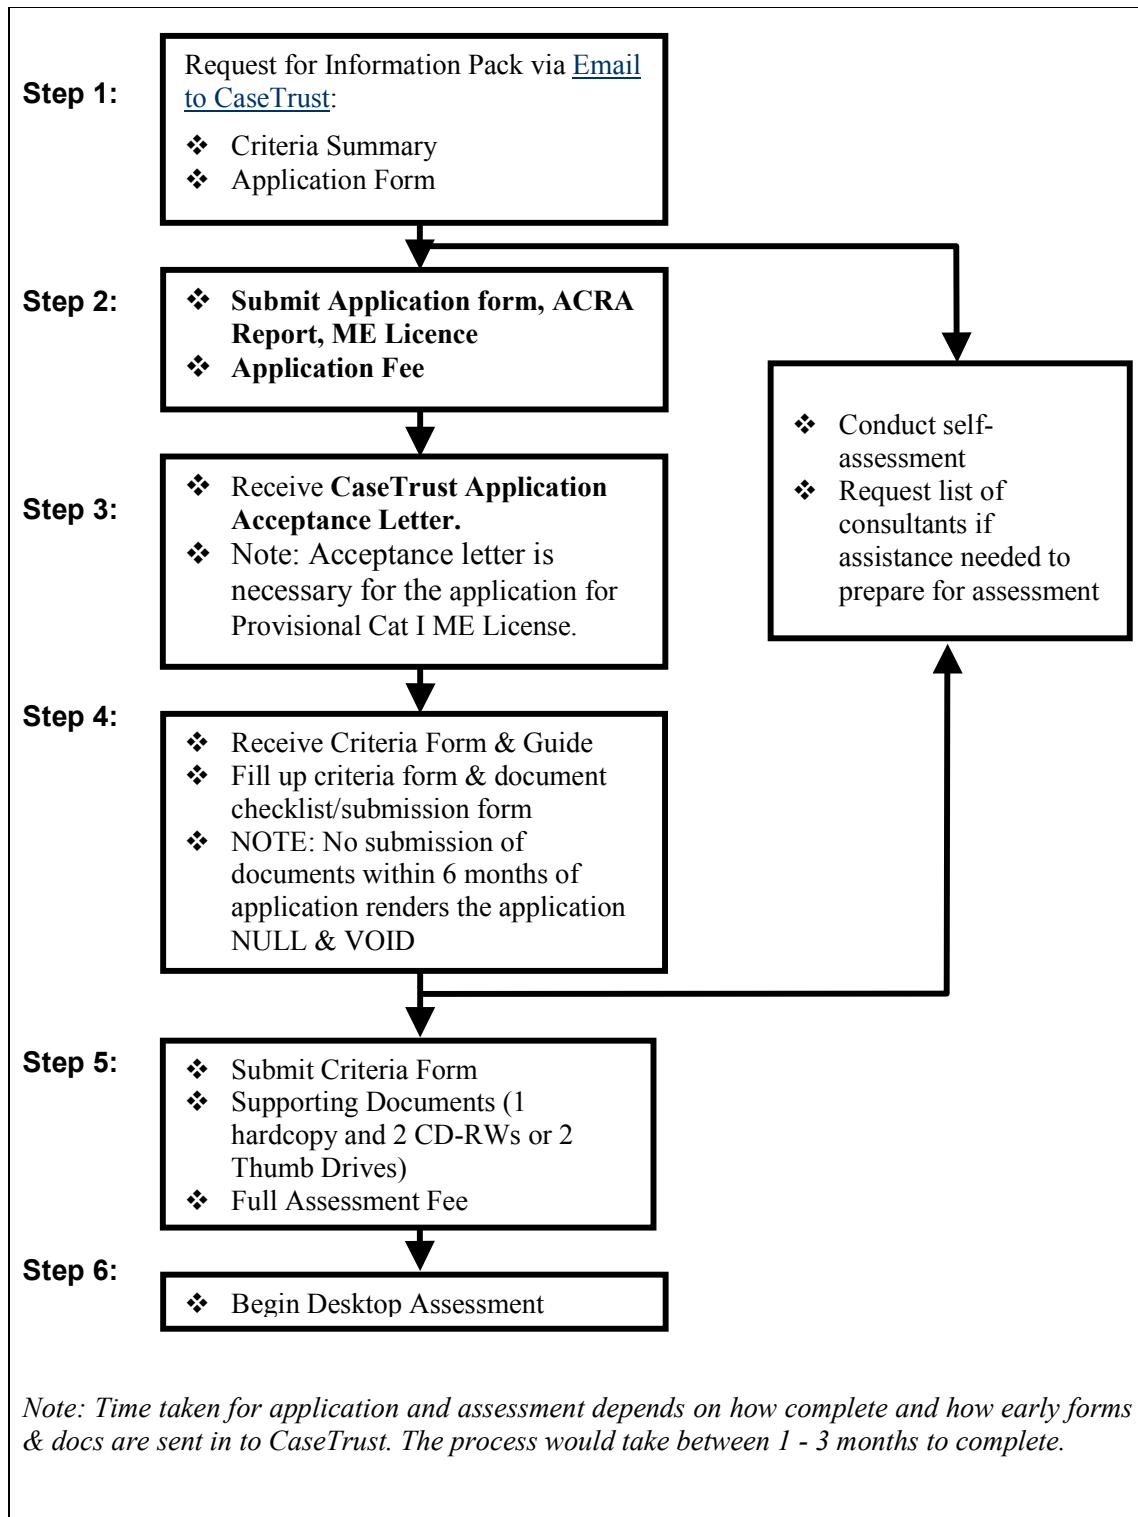 Step 1:
Request for Information Pack via Email
to CaseTrust:
❖ Criteria Summary
❖ Application Form
Step 2:
❖ Submit Application form, ACRA
Report, ME Licence
❖ Application Fee
❖ Conduct self-
assessment
❖ Request list of
consultants if
assistance needed to
prepare for assessment
Step 3:
❖ Receive CaseTrust Application
Acceptance Letter.
❖ Note: Acceptance letter is
necessary for the application for
Provisional Cat I ME License.
Step 4:
❖ Receive Criteria Form & Guide
❖ Fill up criteria form & document
checklist/submission form
❖ NOTE: No submission of
documents within 6 months of
application renders the application
NULL & VOID
Step 5:
❖ Submit Criteria Form
❖ Supporting Documents (1
hardcopy and 2 CD-RWs or 2
Thumb Drives)
❖ Full Assessment Fee
Step 6:
❖ Begin Desktop Assessment
Note: Time taken for application and assessment depends on how complete and how early forms
& docs are sent in to CaseTrust. The process would take between 1 - 3 months to complete.